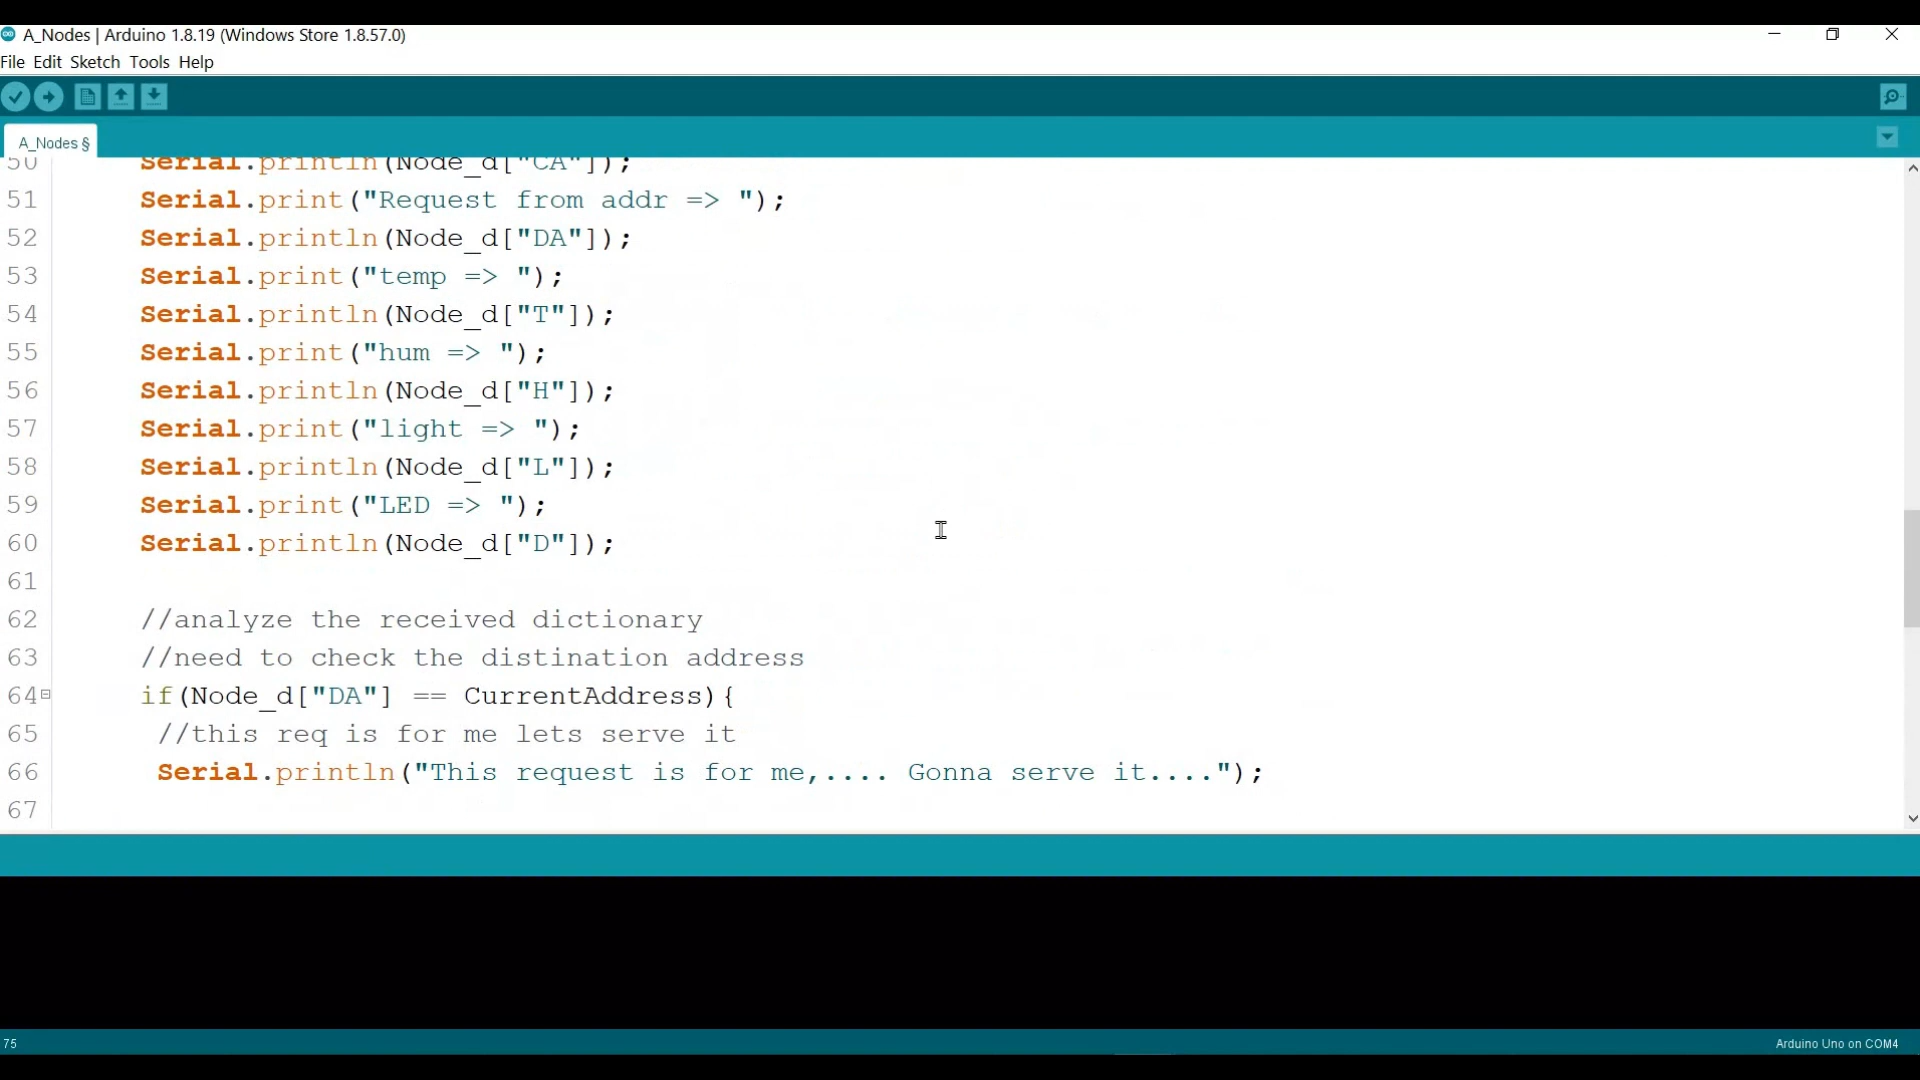 A_Nodes | Arduino 1.8.19 (Windows Store 1.8.57.0)
File Edit Sketch Tools Help
A_Nodes §
50 Serial.println(Node_d["CA"]);
51 Serial.print("Request from addr => ");
52 Serial.println(Node_d["DA"]);
53 Serial.print("temp => ");
54 Serial.println(Node_d["T"]);
55 Serial.print("hum => ");
56 Serial.println(Node_d["H"]);
57 Serial.print("light => ");
58 Serial.println(Node_d["L"]);
59 Serial.print("LED => ");
60 Serial.println(Node_d["D"]);
61
62 //analyze the received dictionary
63 //need to check the distination address
64 if(Node_d["DA"] == CurrentAddress){
65 //this req is for me lets serve it
66 Serial.println("This request is for me,.... Gonna serve it....");
67
75
Arduino Uno on COM4